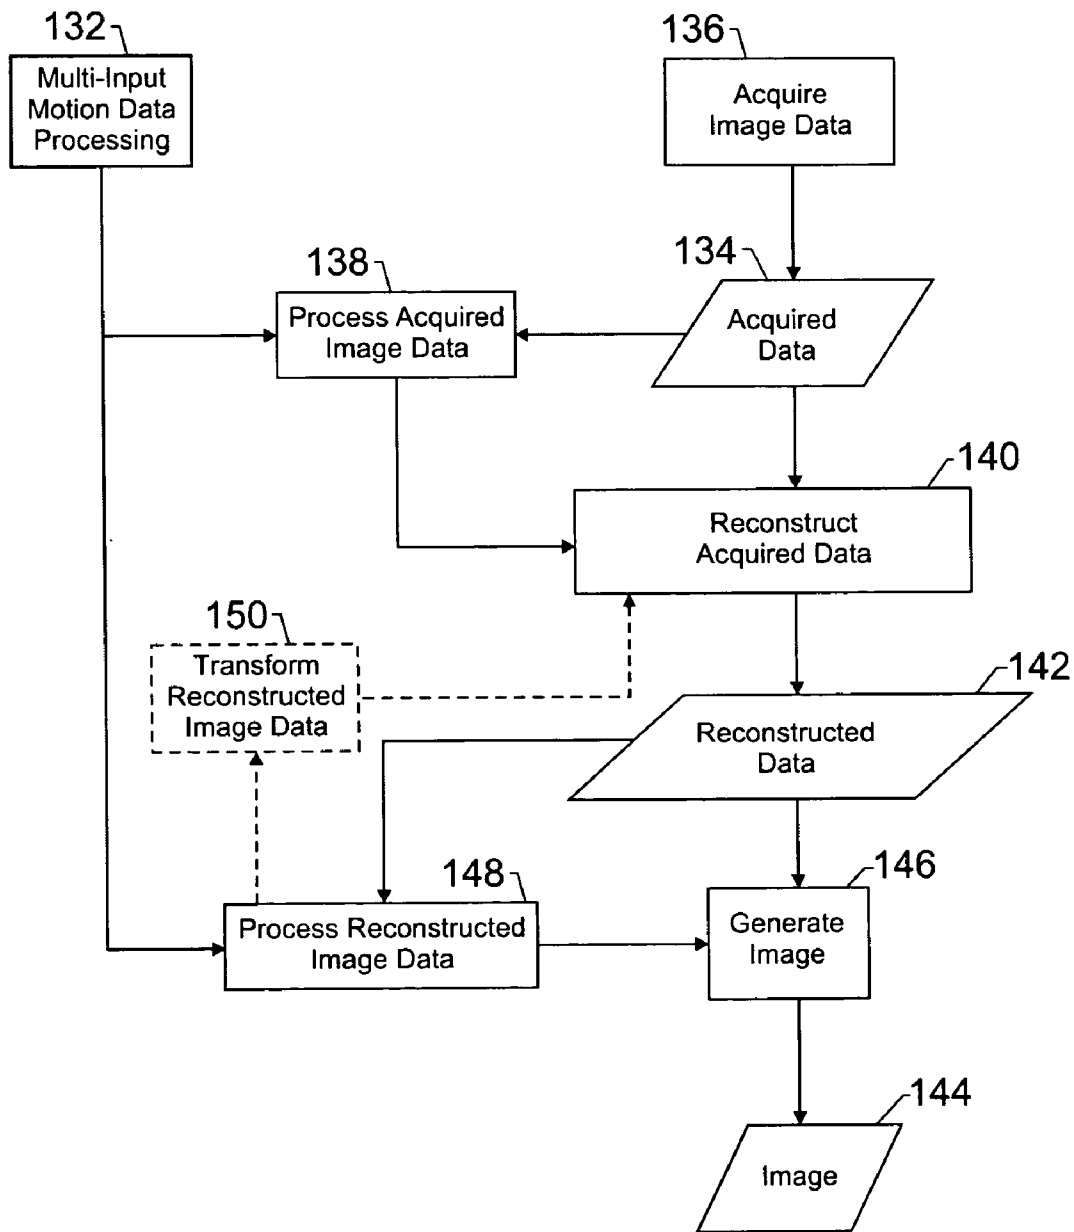 132
Multi-Input
Motion Data
Processing
136
Acquire
Image Data
134
Acquired
Data
138
Process Acquired
Image Data
140
Reconstruct
Acquired Data
150
Transform
Reconstructed
Image Data
142
Reconstructed
Data
148
Process Reconstructed
Image Data
146
Generate
Image
144
Image